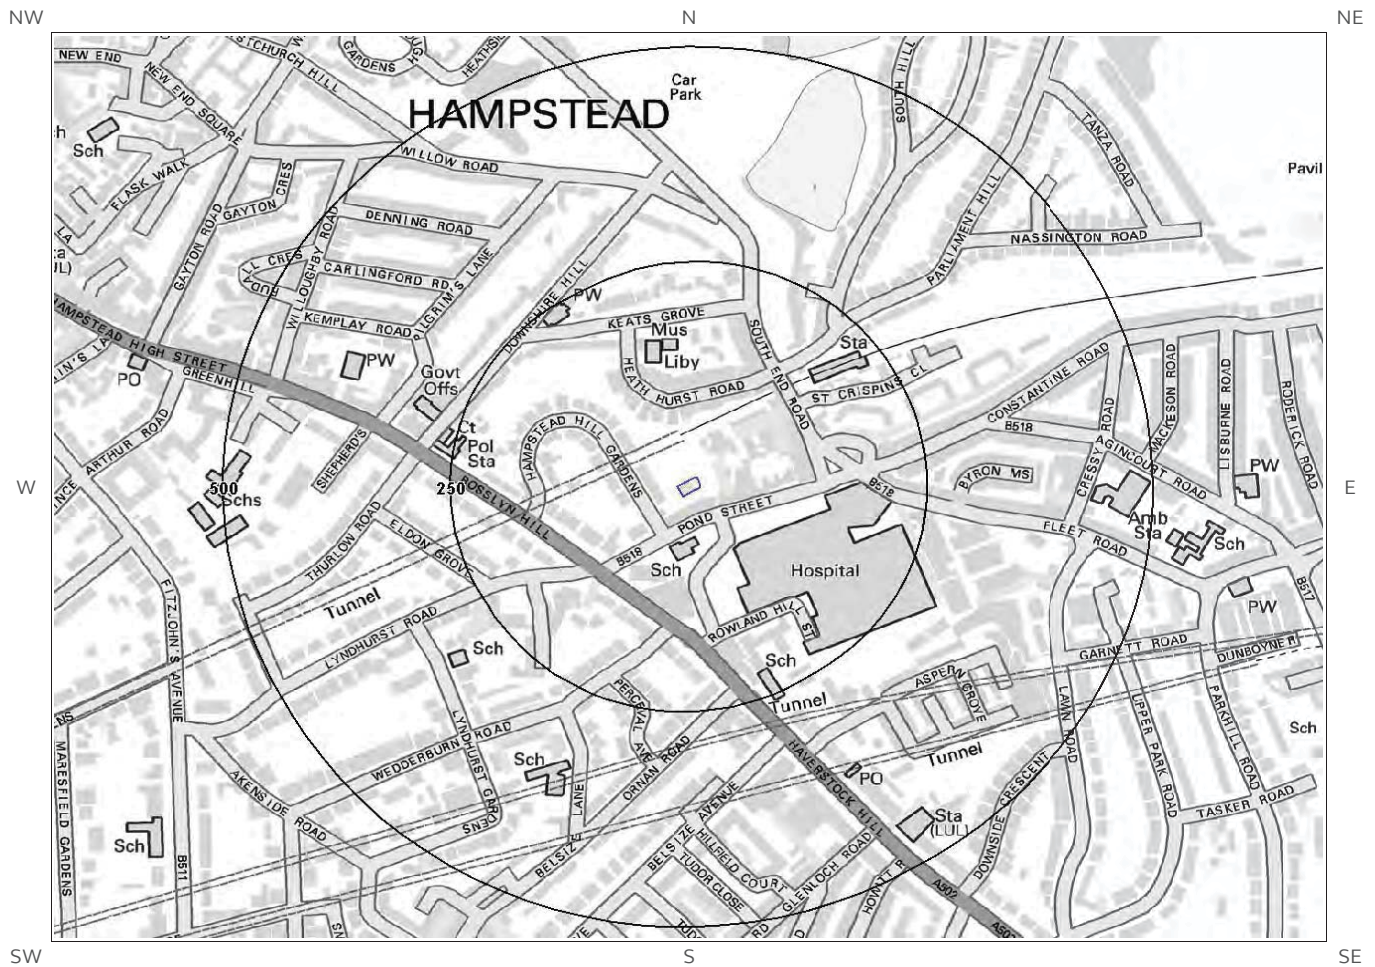 NW
N
NE
NEW END
NEW END SQUARE
HURCH HILL
GARDENS
HEATHSI
Car
Park
HAMPSTEAD
SOUTH HILL
TANZA ROAD
Sch
FLASK WALK
WILLOW ROAD
GAYTON CRES
GAYTON ROAD
DENNING ROAD
WILLOUGHBY ROAD
CARLINGFORD RD
PILGRIM'S LANE
KEMPLAY ROAD
DOWNSHIRE HILL
PARLIAMENT HILL
NASSINGTON ROAD
Pavil
PW
KEATS GROVE
Mus
Liby
HEATH HURST ROAD
SOUTH END ROAD
Sta
ST CRISPINS CL
CONSTANTINE ROAD
B518
AGINCOURT ROAD
CRESSY ROAD
MACKESON ROAD
LISBURNE ROAD
RODERICK ROAD
HAMPSTEAD HIGH STREET
PO
GREENHILL
PW
Govt
Offs
Ct
Pol
Sta
ARTHUR ROAD
SHEPHERD'S
HAMPSTEAD HILL GARDENS
W
500
Schs
250
ROSSLYN HILL
POND STREET
B518
BYRON MS
PW
E
Amb
Sta
Sch
FLEET ROAD
THURLOW ROAD
ELDON GROVE
B518
Sch
Hospital
ROWLAND HILL ST
FITZJOHN'S AVENUE
Tunnel
LYNDHURST ROAD
Sch
Sch
Tunnel
ASPERN GROVE
GARNETT ROAD
DUNBOYNE R
PW
B517
PERCEVAL AVE
LYNDHURST GARDENS
WEDDERBURN ROAD
Sch
ORNAN ROAD
HAVERSTOCK HILL
PO
Tunnel
LAWN ROAD
UPPER PARK ROAD
PARKHILL ROAD
Sch
MARESFIELD GARDENS
AKENSIDE ROAD
BELSIZE LANE
BELSIZE AVENUE
HILLFIELD COURT
TUDOR CLOSE
GLENLOCH ROAD
HOWITT R
Sta
(LUL)
DOWNSIDE CRESCENT
TASKER ROAD
Sch
B511
A502
SW
S
SE